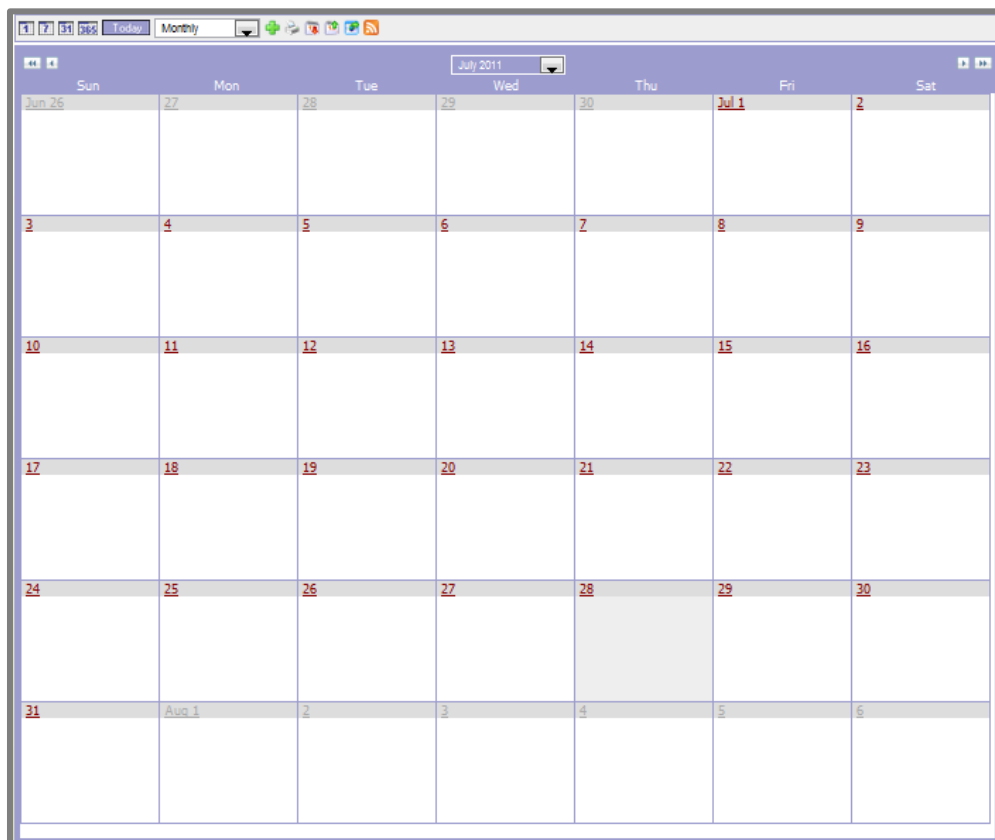 1 7 31 365 Today Monthly
July 2011
Sun Mon Tue Wed Thu Fri Sat
Jun 26 27 28 29 30 Jul 1 2
3 4 5 6 7 8 9
10 11 12 13 14 15 16
17 18 19 20 21 22 23
24 25 26 27 28 29 30
31 Aug 1 2 3 4 5 6